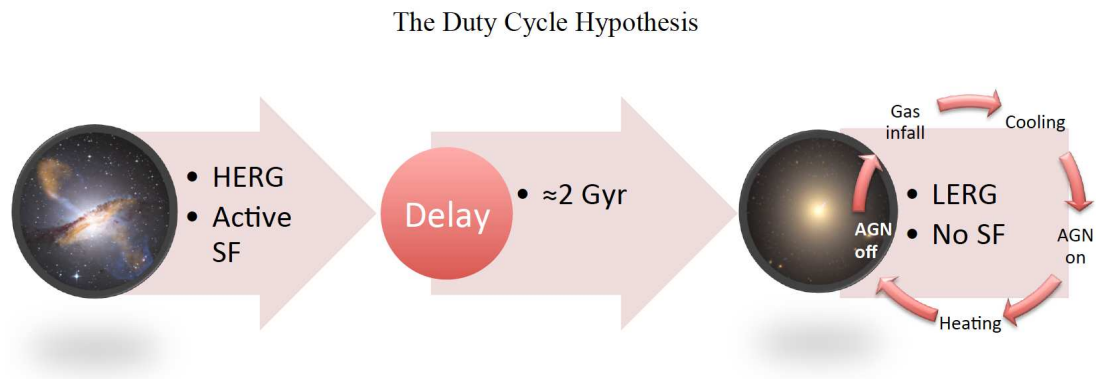 The Duty Cycle Hypothesis
• HERG
• Active
SF
Delay
• ≈2 Gyr
• LERG
• No SF
Gas
infall
Cooling
AGN
on
Heating
AGN
off